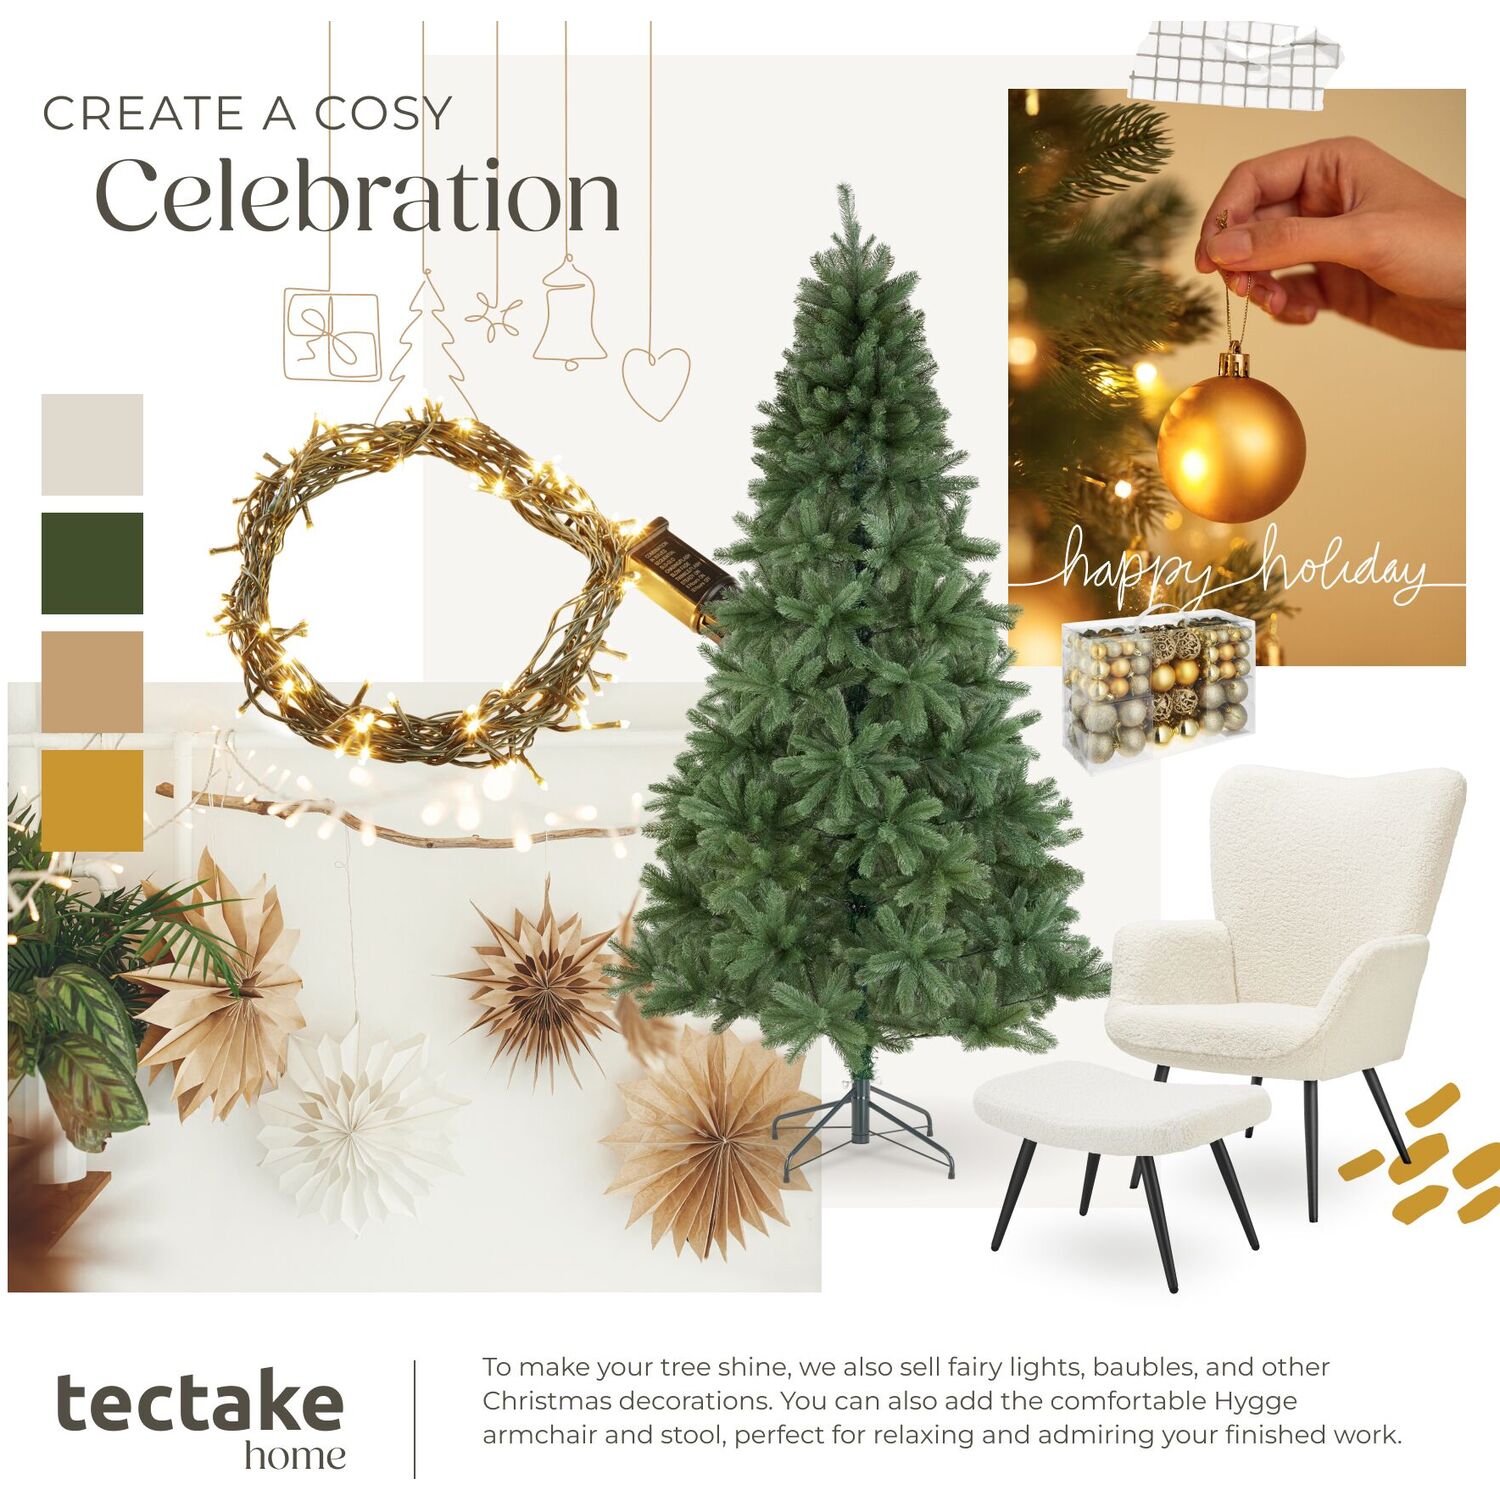 CREATE A COSY
Celebration
COMBINATION
happy holiday
tectake
home
To make your tree shine, we also sell fairy lights, baubles, and other
Christmas decorations. You can also add the comfortable Hygge
armchair and stool, perfect for relaxing and admiring your finished work.